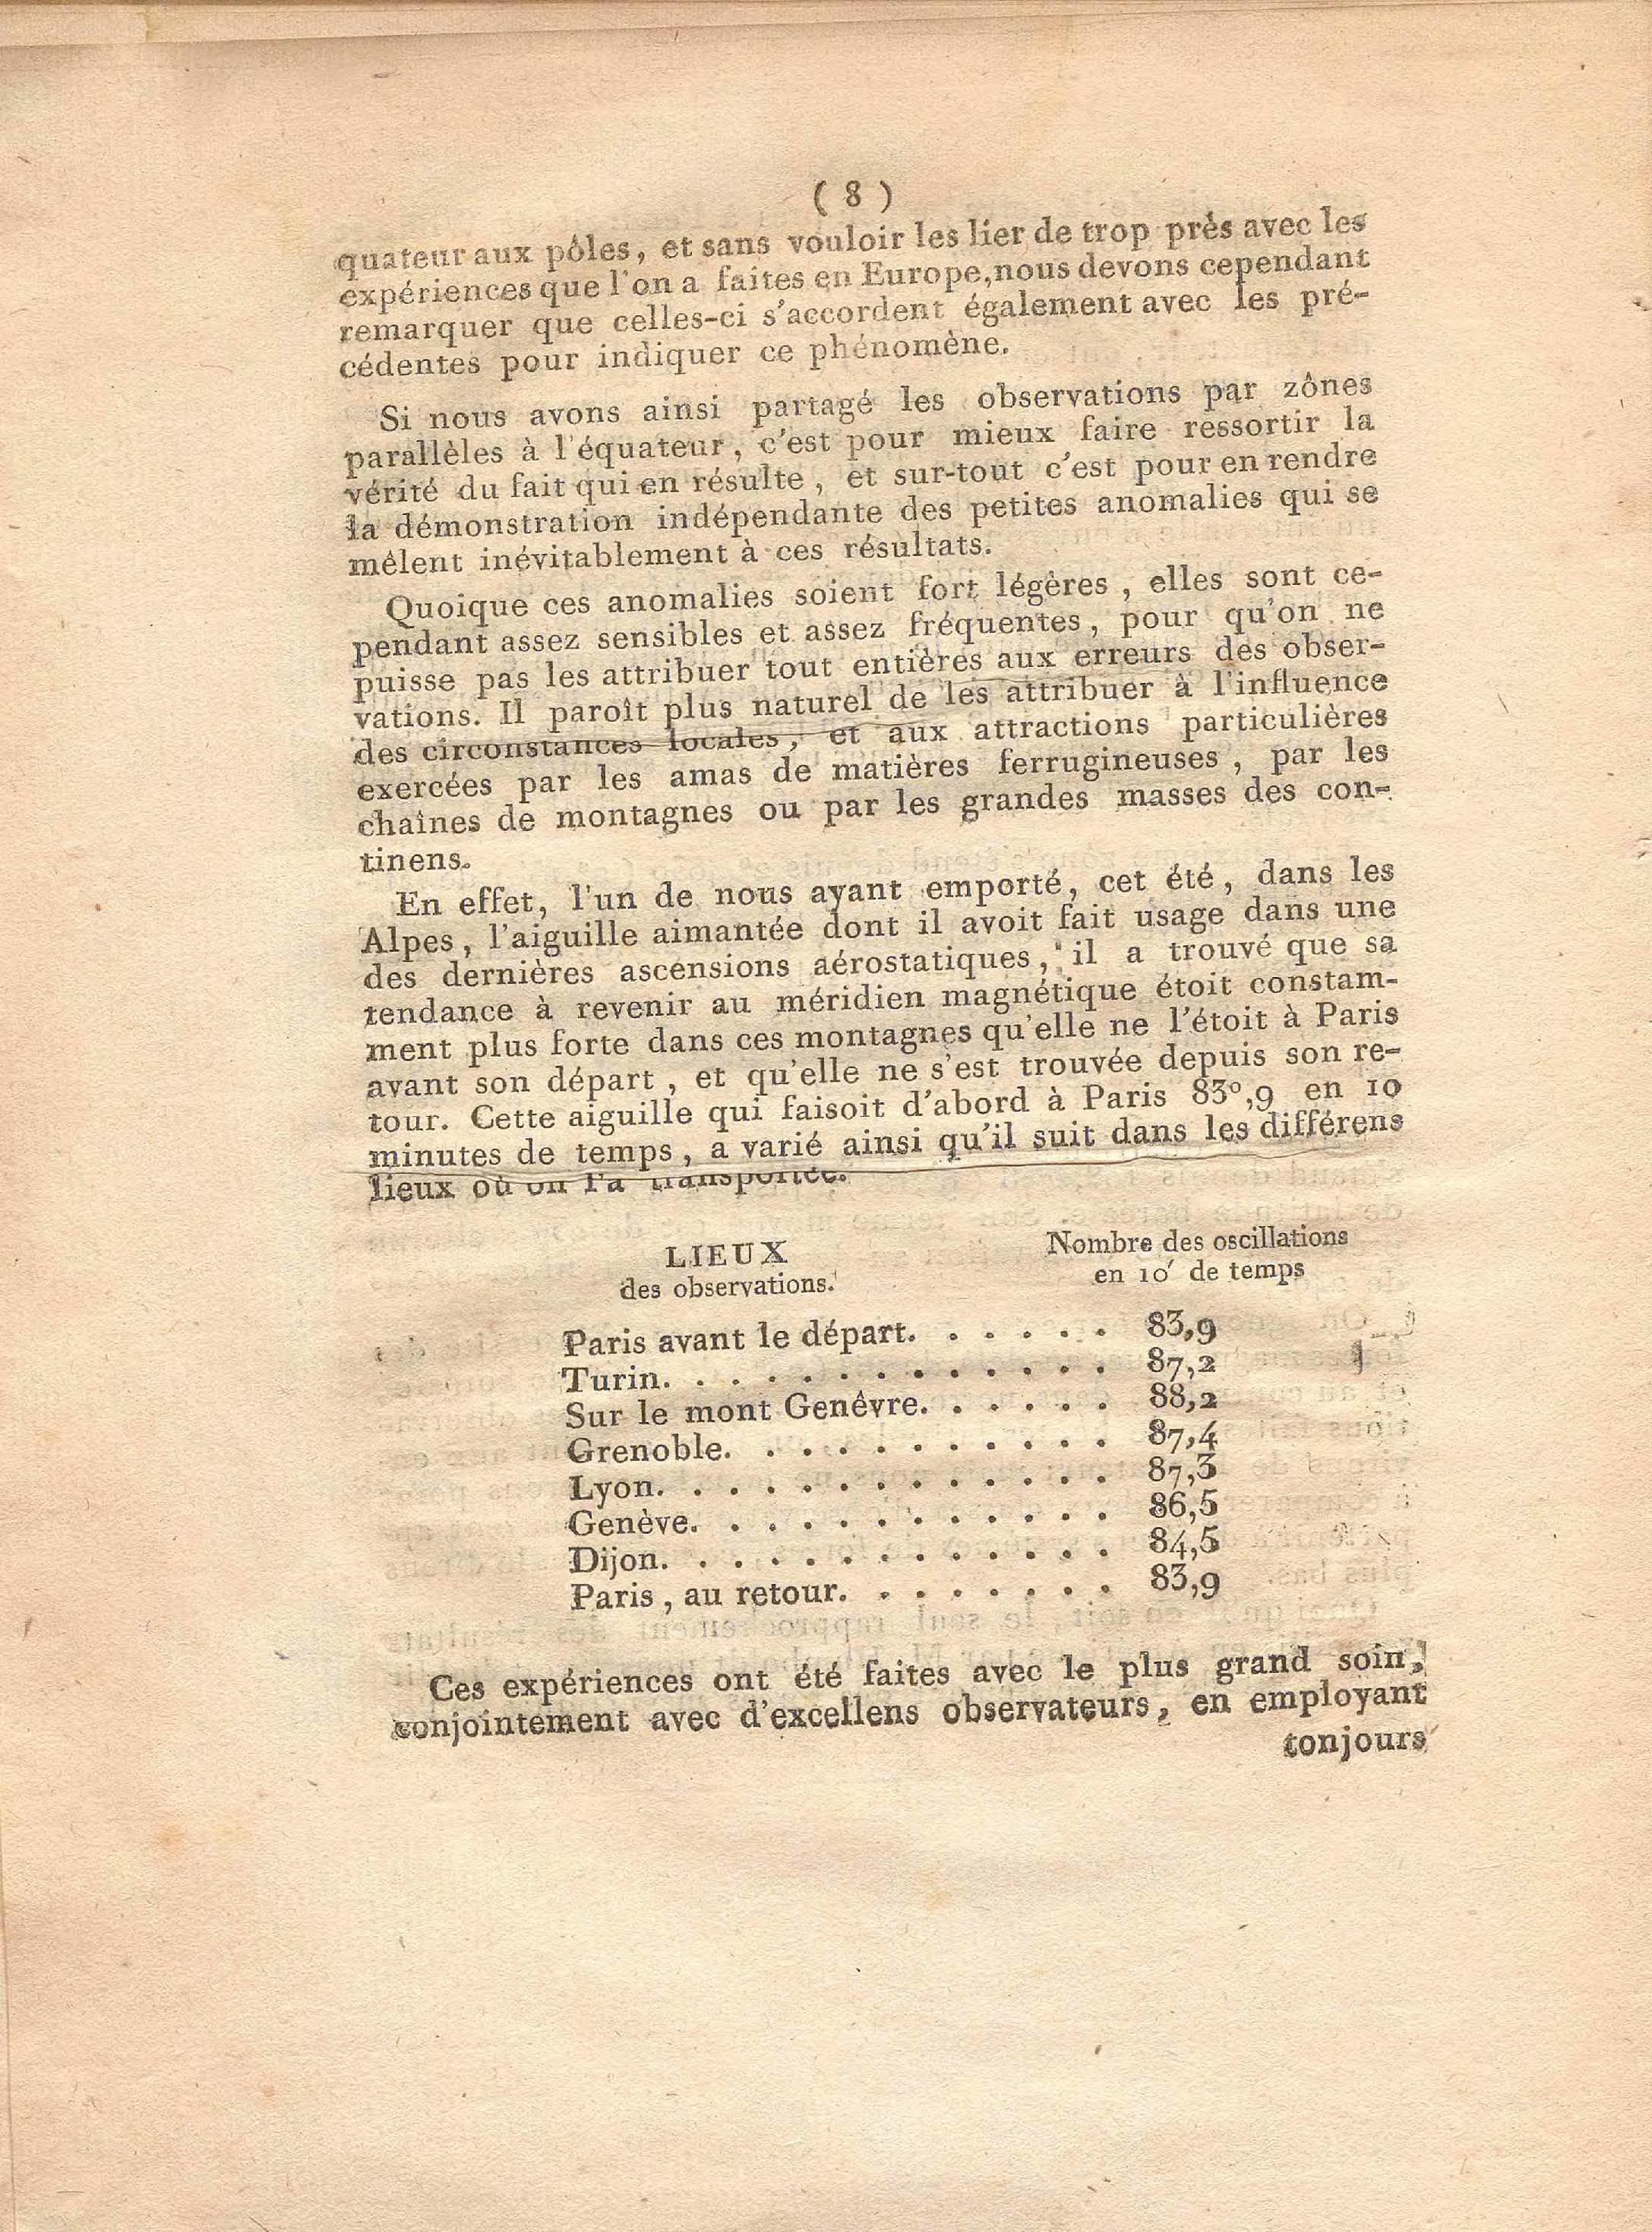 ( 8 )
quateur aux pôles, et sans vouloir les lier de trop près avec les
expériences que l'on a faites en Europe, nous devons cependant
remarquer que celles-ci s'accordent également avec les pré-
cédentes pour indiquer ce phénomène.
Si nous avons ainsi partagé les observations par zônes
parallèles à l'équateur, c'est pour mieux faire ressortir la
vérité du fait qui en résulte, et sur-tout c'est pour en rendre
la démonstration indépendante des petites anomalies qui se
mêlent inévitablement à ces résultats.
Quoique ces anomalies soient fort légères, elles sont ce-
pendant assez sensibles et assez fréquentes, pour qu'on ne
puisse pas les attribuer tout entières aux erreurs des obser-
vations. Il paroît plus naturel de les attribuer à l'influence
des circonstances locales, et aux attractions particulières
exercées par les amas de matières ferrugineuses, par les
chaînes de montagnes ou par les grandes masses des con-
tinens.
En effet, l'un de nous ayant emporté, cet été, dans les
Alpes, l'aiguille aimantée dont il avoit fait usage dans une
des dernières ascensions aérostatiques, il a trouvé que sa
tendance à revenir au méridien magnétique étoit constam-
ment plus forte dans ces montagnes qu'elle ne l'étoit à Paris
avant son départ, et qu'elle ne s'est trouvée depuis son re-
tour. Cette aiguille qui faisoit d'abord à Paris 83°,9 en 10
minutes de temps, a varié ainsi qu'il suit dans les différens
lieux où on l'a transportée.
LIEUX
des observations.
Nombre des oscillations
en 10′ de temps
Paris avant le départ. . . . . . 83,9
Turin. . . . . . . . . . . . . 87,2
Sur le mont Genêvre. . . . . . 88,2
Grenoble. . . . . . . . . . . 87,4
Lyon. . . . . . . . . . . . . 87,3
Genève. . . . . . . . . . . . 86,5
Dijon. . . . . . . . . . . . . 84,5
Paris, au retour. . . . . . . . 83,9
Ces expériences ont été faites avec le plus grand soin,
conjointement avec d'excellens observateurs, en employant
tonjours